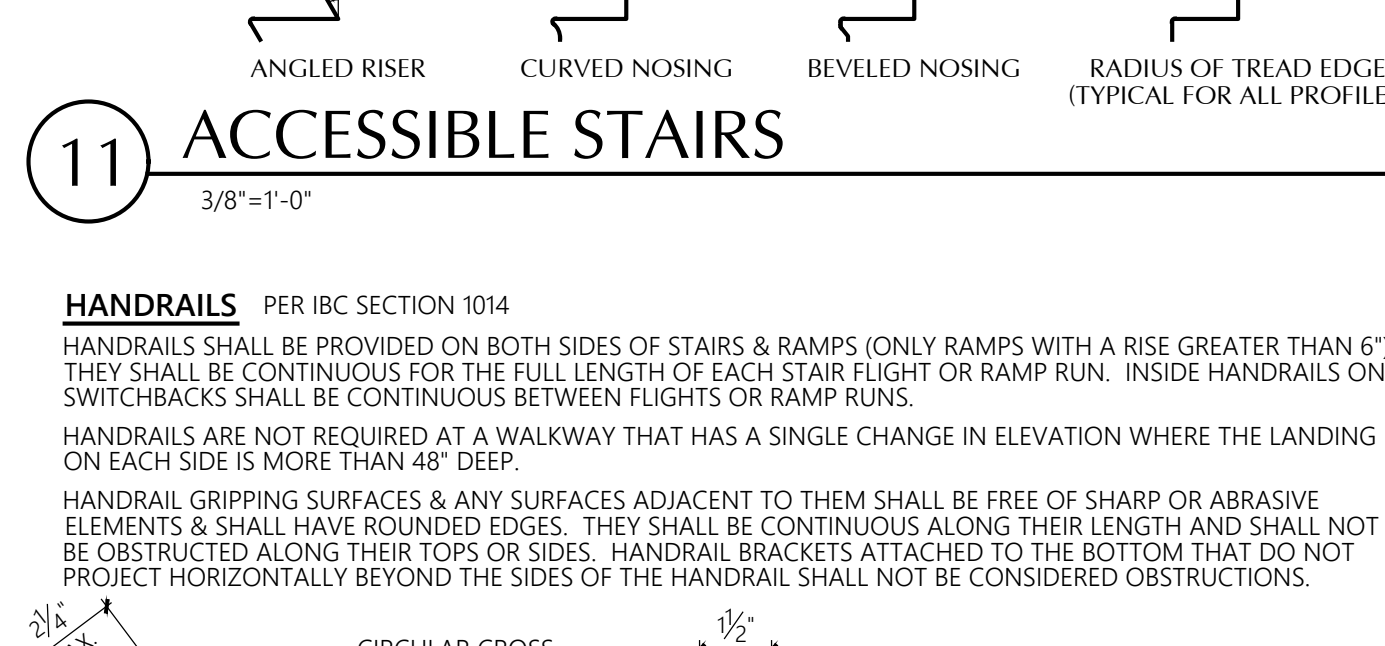 ANGLED RISER
CURVED NOSING
BEVELED NOSING
RADIUS OF TREAD EDGE
(TYPICAL FOR ALL PROFILE
11
ACCESSIBLE STAIRS
3/8"=1'-0"
HANDRAILS PER IBC SECTION 1014
HANDRAILS SHALL BE PROVIDED ON BOTH SIDES OF STAIRS & RAMPS (ONLY RAMPS WITH A RISE GREATER THAN 6")
THEY SHALL BE CONTINUOUS FOR THE FULL LENGTH OF EACH STAIR FLIGHT OR RAMP RUN. INSIDE HANDRAILS ON
SWITCHBACKS SHALL BE CONTINUOUS BETWEEN FLIGHTS OR RAMP RUNS.
HANDRAILS ARE NOT REQUIRED AT A WALKWAY THAT HAS A SINGLE CHANGE IN ELEVATION WHERE THE LANDING
ON EACH SIDE IS MORE THAN 48" DEEP.
HANDRAIL GRIPPING SURFACES & ANY SURFACES ADJACENT TO THEM SHALL BE FREE OF SHARP OR ABRASIVE
ELEMENTS & SHALL HAVE ROUNDED EDGES. THEY SHALL BE CONTINUOUS ALONG THEIR LENGTH AND SHALL NOT
BE OBSTRUCTED ALONG THEIR TOPS OR SIDES. HANDRAIL BRACKETS ATTACHED TO THE BOTTOM THAT DO NOT
PROJECT HORIZONTALLY BEYOND THE SIDES OF THE HANDRAIL SHALL NOT BE CONSIDERED OBSTRUCTIONS.
2 1/4"
CIRCULAR CROSS
1 1/2"